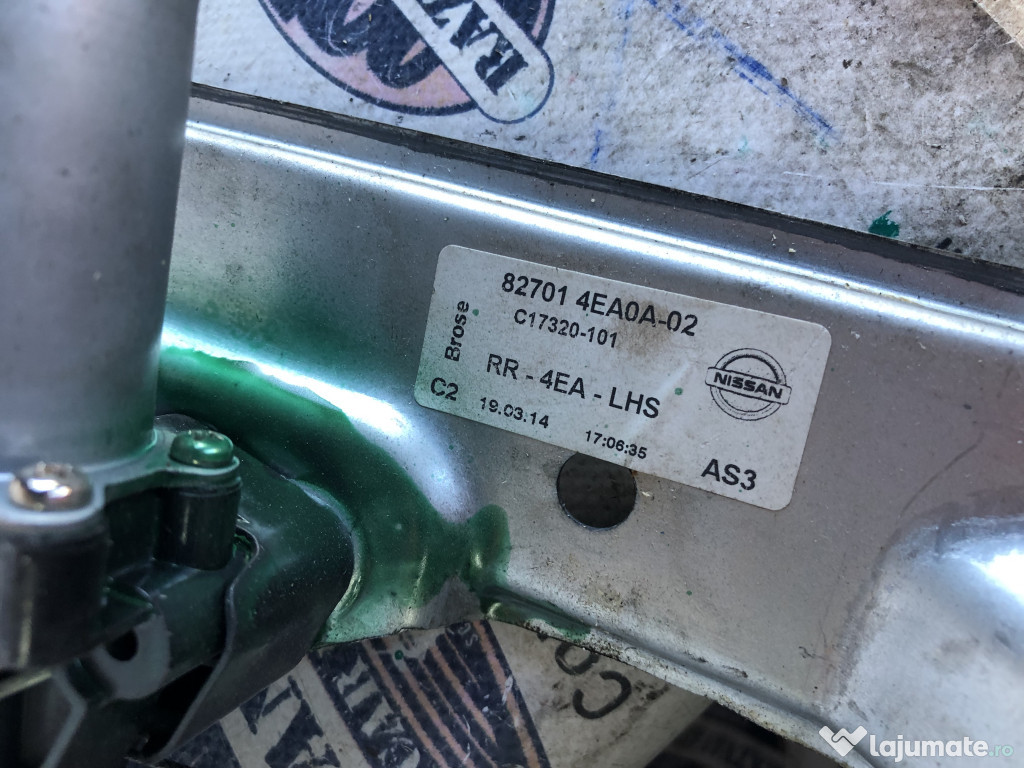 RAV
82701 4EA0A-02
C17320-101
Brose
RR - 4EA - LHS
NISSAN
C2
19.03.14
17:06:35
AS3
lajumate.ro